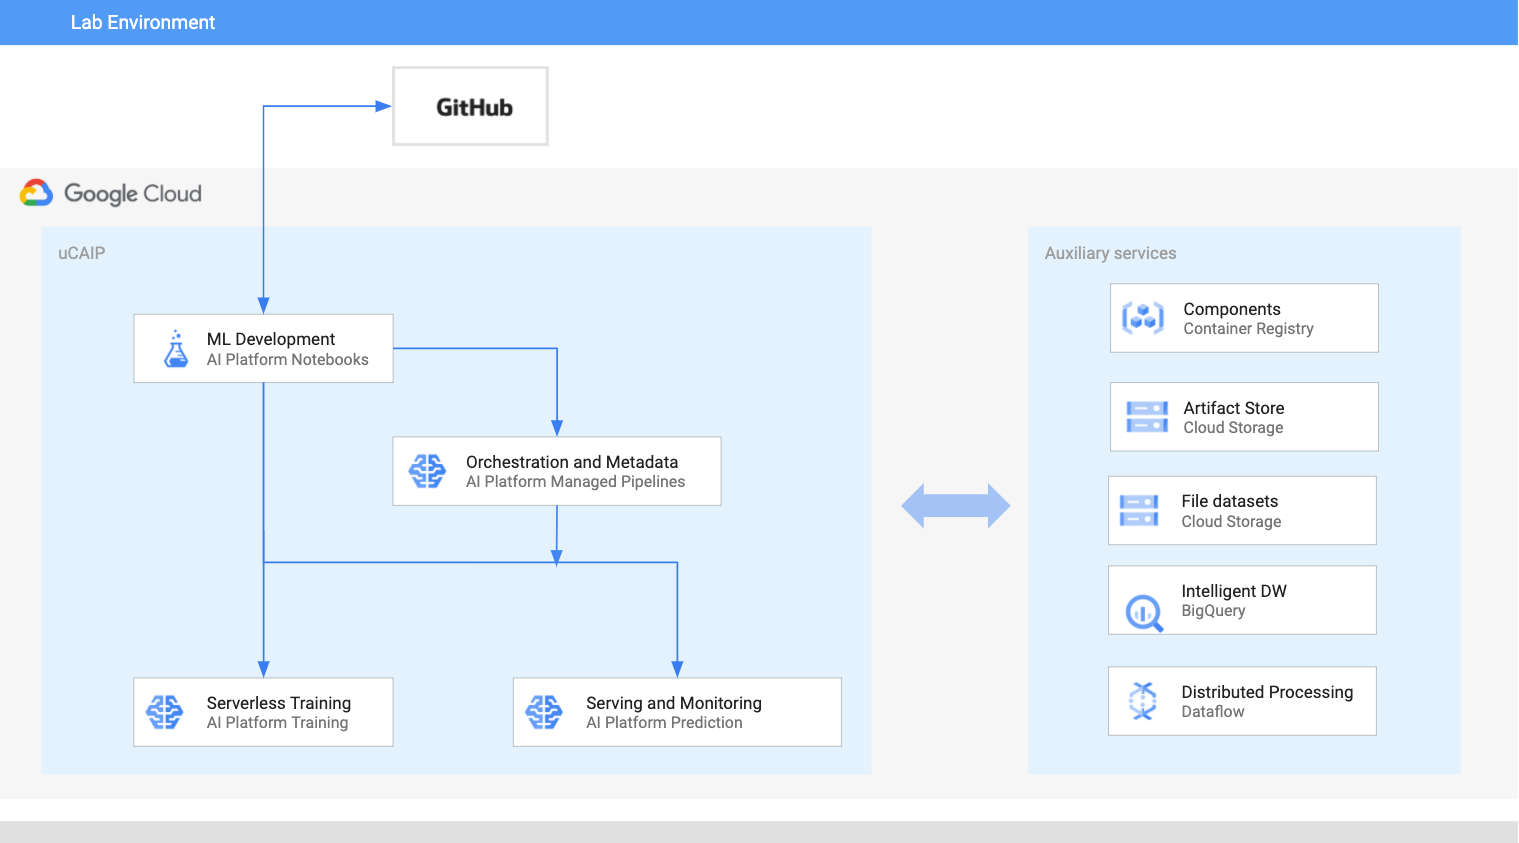 Lab Environment
GitHub
Google Cloud
uCAIP
ML Development
AI Platform Notebooks
Orchestration and Metadata
AI Platform Managed Pipelines
Serverless Training
AI Platform Training
Serving and Monitoring
AI Platform Prediction
Auxiliary services
Components
Container Registry
Artifact Store
Cloud Storage
File datasets
Cloud Storage
Intelligent DW
BigQuery
Distributed Processing
Dataflow